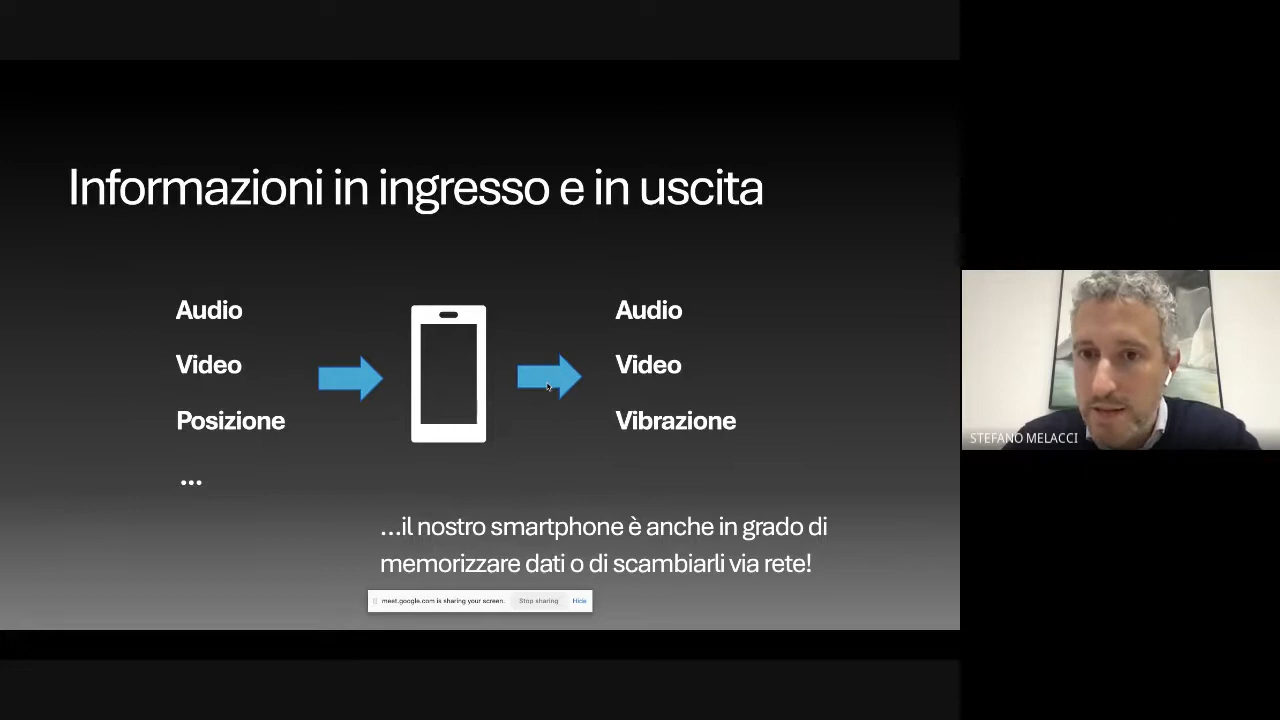 Informazioni in ingresso e in uscita
Audio
Video
Posizione
...
Audio
Video
Vibrazione
...il nostro smartphone è anche in grado di
memorizzare dati o di scambiarli via rete!
meet.google.com is sharing your screen.
Stop sharing
Hide
STEFANO MELACCI